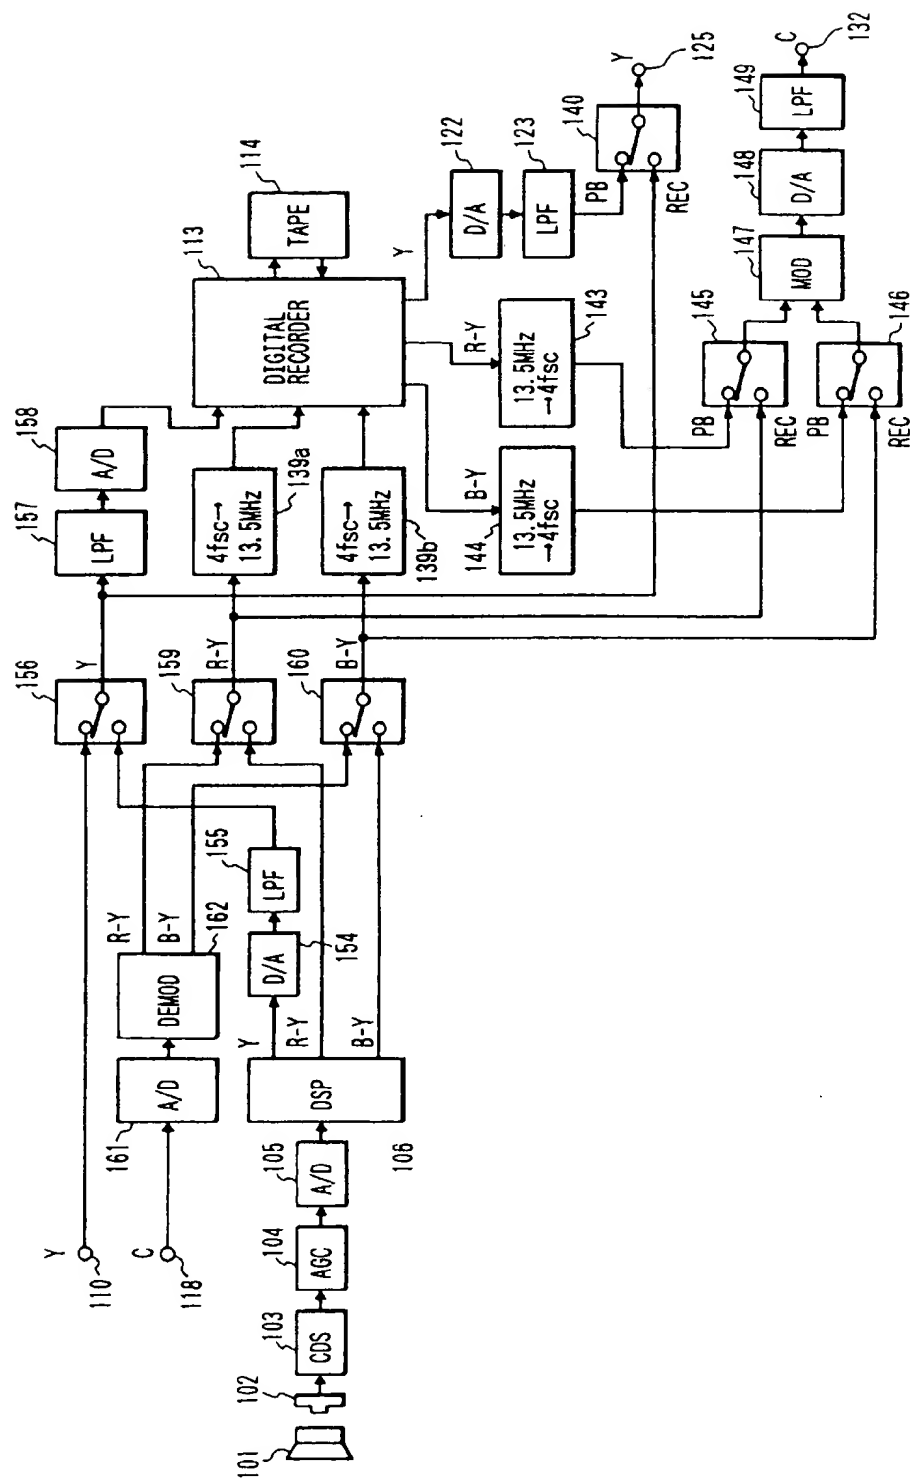 Y
110
C
118
101
102
103
CDS
104
AGC
105
A/D
106
DSP
161
A/D
162
DEMOD
R-Y
B-Y
Y
R-Y
B-Y
154
D/A
155
LPF
156
Y
159
R-Y
160
B-Y
157
LPF
158
A/D
139a
4fsc→
13.5MHz
139b
4fsc→
13.5MHz
113
DIGITAL
RECORDER
114
TAPE
Y
R-Y
B-Y
122
D/A
123
LPF
143
13.5MHz
→4fsc
144
13.5MHz
→4fsc
140
PB
REC
Y
125
145
PB
REC
146
PB
REC
147
MOD
148
D/A
149
LPF
C
132